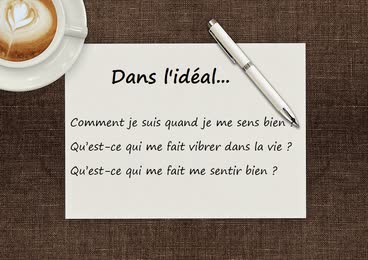 Dans l'idéal...
Comment je suis quand je me sens bien ?
Qu'est-ce qui me fait vibrer dans la vie ?
Qu'est-ce qui me fait me sentir bien ?